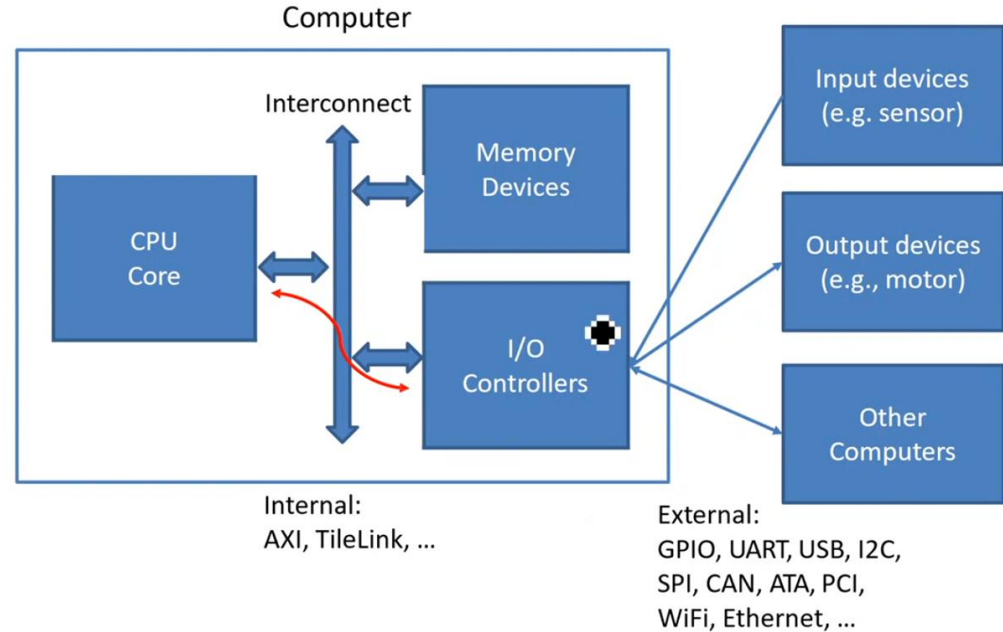 Computer
Interconnect
CPU
Core
Memory
Devices
I/O
Controllers
Input devices
(e.g. sensor)
Output devices
(e.g., motor)
Other
Computers
Internal:
AXI, TileLink, ...
External:
GPIO, UART, USB, I2C,
SPI, CAN, ATA, PCI,
WiFi, Ethernet, ...